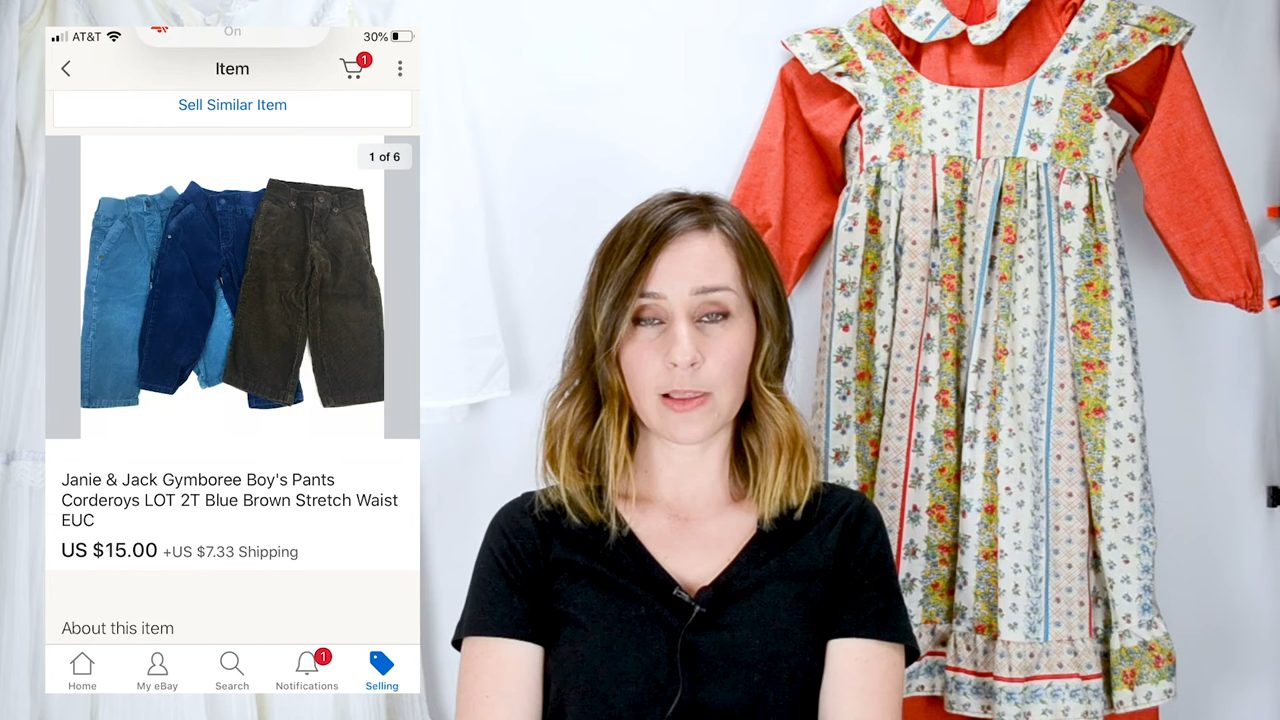 AT&T
On
30%
Item
1
Sell Similar Item
1 of 6
Janie & Jack Gymboree Boy's Pants
Corderoys LOT 2T Blue Brown Stretch Waist
EUC
US $15.00 +US $7.33 Shipping
About this item
1
Home
My eBay
Search
Notifications
Selling